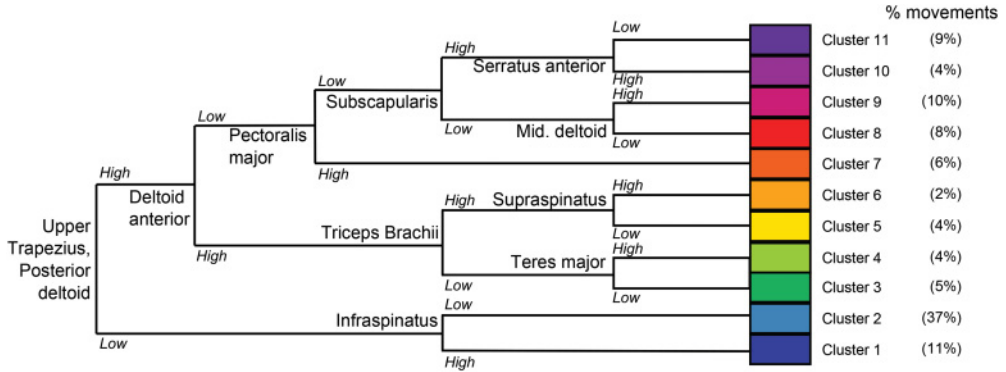 % movements
Low
High
Cluster 11 (9%)
Serratus anterior
Low
High
Cluster 10 (4%)
Subscapularis
High
Cluster 9 (10%)
Low
Pectoralis
major
Low
Mid. deltoid
Low
Cluster 8 (8%)
High
Cluster 7 (6%)
High
Deltoid
anterior
High
Supraspinatus
High
Cluster 6 (2%)
Upper
Trapezius,
Posterior
deltoid
Triceps Brachii
Low
Cluster 5 (4%)
High
Teres major
High
Cluster 4 (4%)
Low
Low
Cluster 3 (5%)
Low
Infraspinatus
Cluster 2 (37%)
Low
High
Cluster 1 (11%)